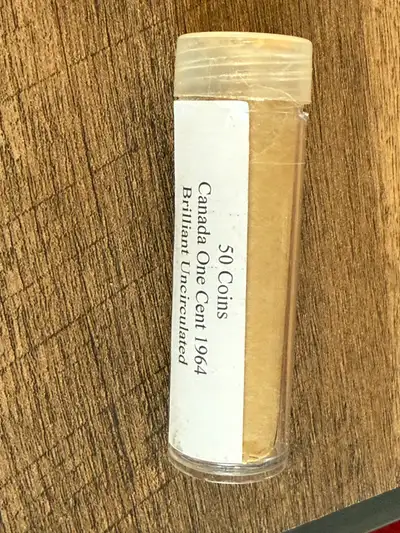 50 Coins
Canada One Cent 1964
Brilliant Uncirculated